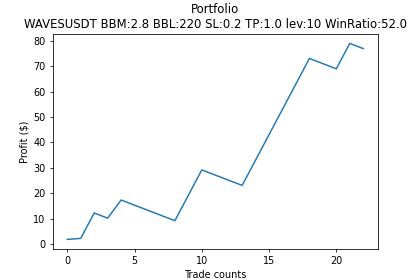 Portfolio
WAVESUSDT BBM:2.8 BBL:220 SL:0.2 TP:1.0 lev:10 WinRatio:52.0
80
70
60
50
40
30
20
10
0
Profit ($)
0 5 10 15 20
Trade counts